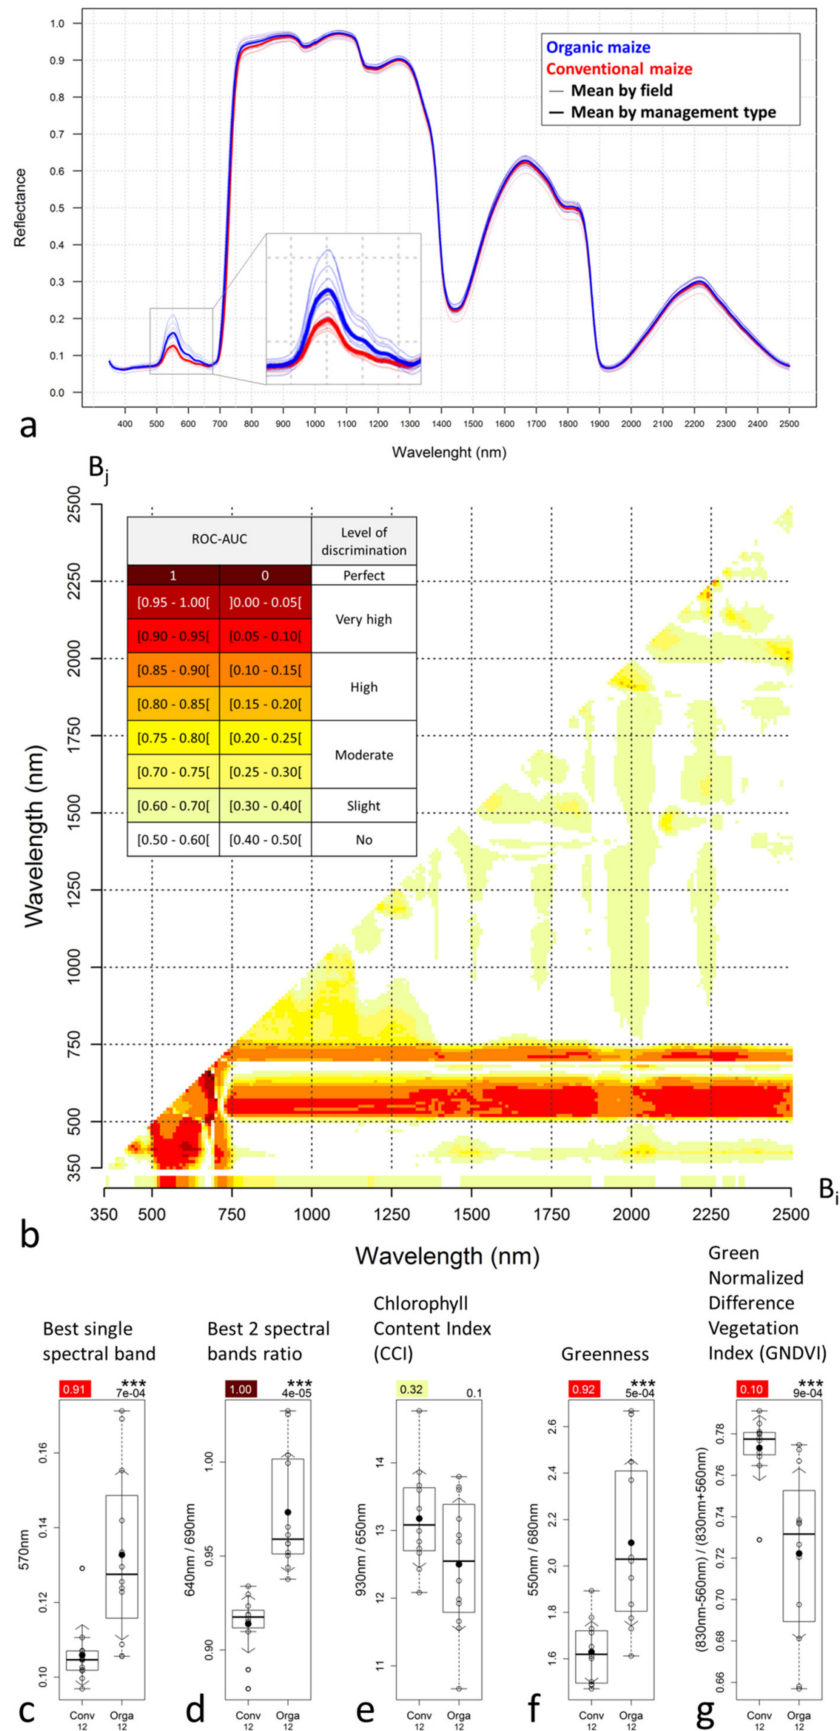 1.0
0.9
0.8
0.7
0.6
0.5
0.4
0.3
0.2
0.1
0.0
Reflectance
Organic maize
Conventional maize
Mean by field
Mean by management type
400 500 600 700 800 900 1000 1100 1200 1300 1400 1500 1600 1700 1800 1900 2000 2100 2200 2300 2400 2500
a
Wavelenght (nm)
Bj
2500
2250
2000
1750
1500
1250
1000
750
500
350
Wavelength (nm)
ROC-AUC Level of discrimination
1 0 Perfect
[0.95 - 1.00[ ]0.00 - 0.05[ Very high
[0.90 - 0.95[ [0.05 - 0.10[
[0.85 - 0.90[ [0.10 - 0.15[ High
[0.80 - 0.85[ [0.15 - 0.20[
[0.75 - 0.80[ [0.20 - 0.25[ Moderate
[0.70 - 0.75[ [0.25 - 0.30[
[0.60 - 0.70[ [0.30 - 0.40[ Slight
[0.50 - 0.60[ [0.40 - 0.50[ No
350 500 750 1000 1250 1500 1750 2000 2250 2500
Bi
b
Wavelength (nm)
Best single
spectral band
0.91
***
7e-04
0.16
0.14
0.12
0.10
570nm
c
Conv Orga
12 12
Best 2 spectral
bands ratio
1.00
***
4e-05
1.00
0.95
0.90
640nm / 690nm
d
Conv Orga
12 12
Chlorophyll
Content Index
(CCI)
0.32
0.1
14
13
12
11
930nm / 650nm
e
Conv Orga
12 12
Greenness
0.92
***
5e-04
2.6
2.4
2.2
2.0
1.8
1.6
550nm / 680nm
f
Conv Orga
12 12
Green
Normalized
Difference
Vegetation
Index (GNDVI)
0.10
***
9e-04
0.78
0.76
0.74
0.72
0.70
0.68
0.66
(830nm-560nm) / (830nm+560nm)
g
Conv Orga
12 12